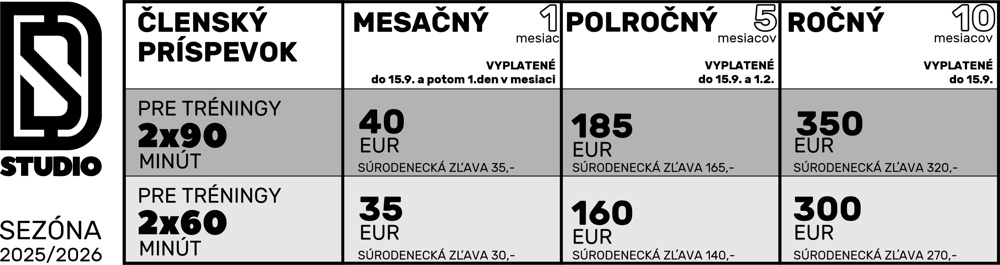 STUDIO
SEZÓNA
2025/2026
ČLENSKÝ
PRÍSPEVOK
MESAČNÝ
1
mesiac
VYPLATENÉ
do 15.9. a potom 1.den v mesiaci
POLROČNÝ
5
mesiacov
VYPLATENÉ
do 15.9. a 1.2.
ROČNÝ
10
mesiacov
VYPLATENÉ
do 15.9.
PRE TRÉNINGY
2x90
MINÚT
40
EUR
SÚRODENECKÁ ZĽAVA 35,-
185
EUR
SÚRODENECKÁ ZĽAVA 165,-
350
EUR
SÚRODENECKÁ ZĽAVA 320,-
PRE TRÉNINGY
2x60
MINÚT
35
EUR
SÚRODENECKÁ ZĽAVA 30,-
160
EUR
SÚRODENECKÁ ZĽAVA 140,-
300
EUR
SÚRODENECKÁ ZĽAVA 270,-